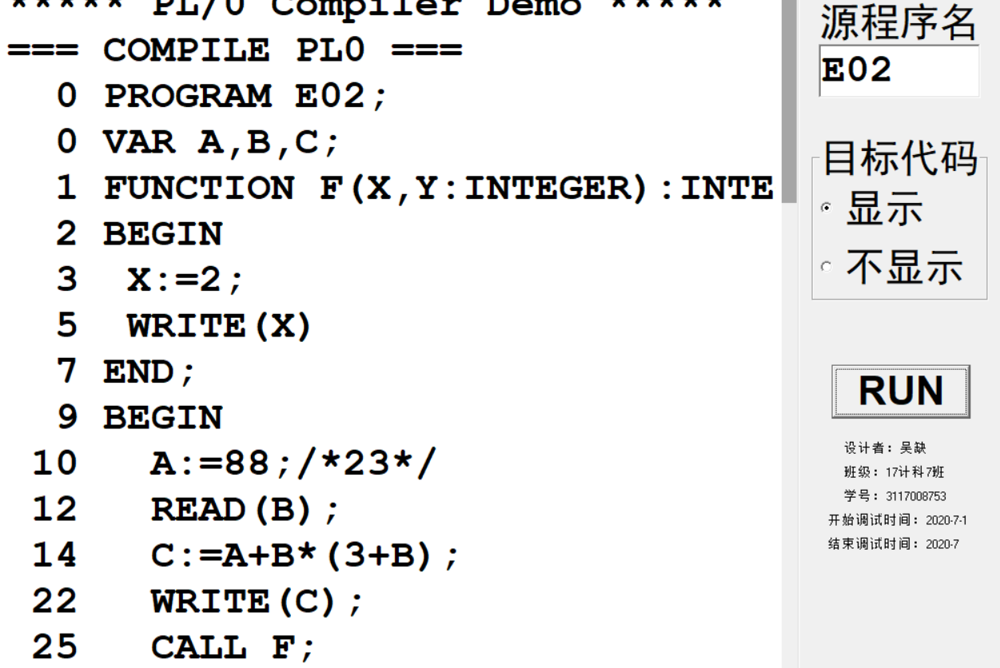 ***** PL/0 Compiler Demo *****
=== COMPILE PL0 ===
0 PROGRAM E02;
0 VAR A,B,C;
1 FUNCTION F(X,Y:INTEGER):INTE
2 BEGIN
3 X:=2;
5 WRITE(X)
7 END;
9 BEGIN
10 A:=88;/*23*/
12 READ(B);
14 C:=A+B*(3+B);
22 WRITE(C);
25 CALL F;
源程序名
E02
目标代码
显示
不显示
RUN
设计者：吴缺
班级：17计科7班
学号：3117008753
开始调试时间：2020-7-1
结束调试时间：2020-7